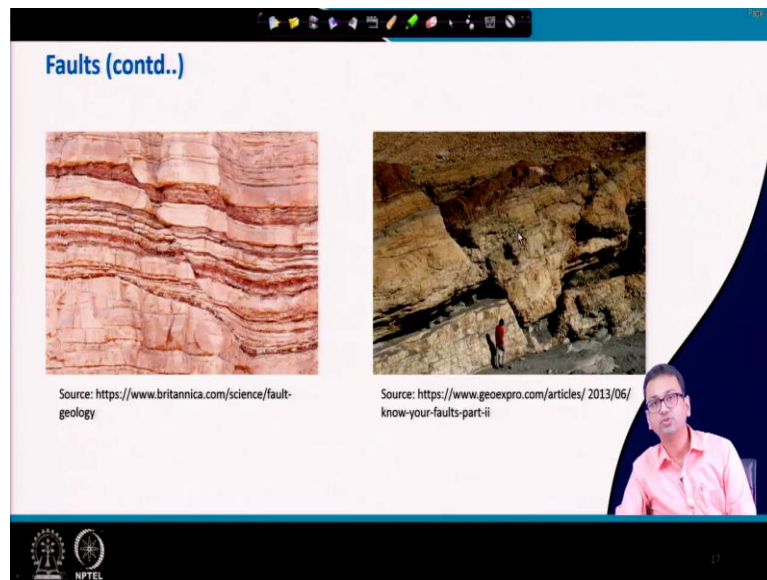 Faults (contd..)
Source: https://www.britannica.com/science/fault-
geology
Source: https://www.geoexpro.com/articles/ 2013/06/
know-your-faults-part-ii
NPTEL
17